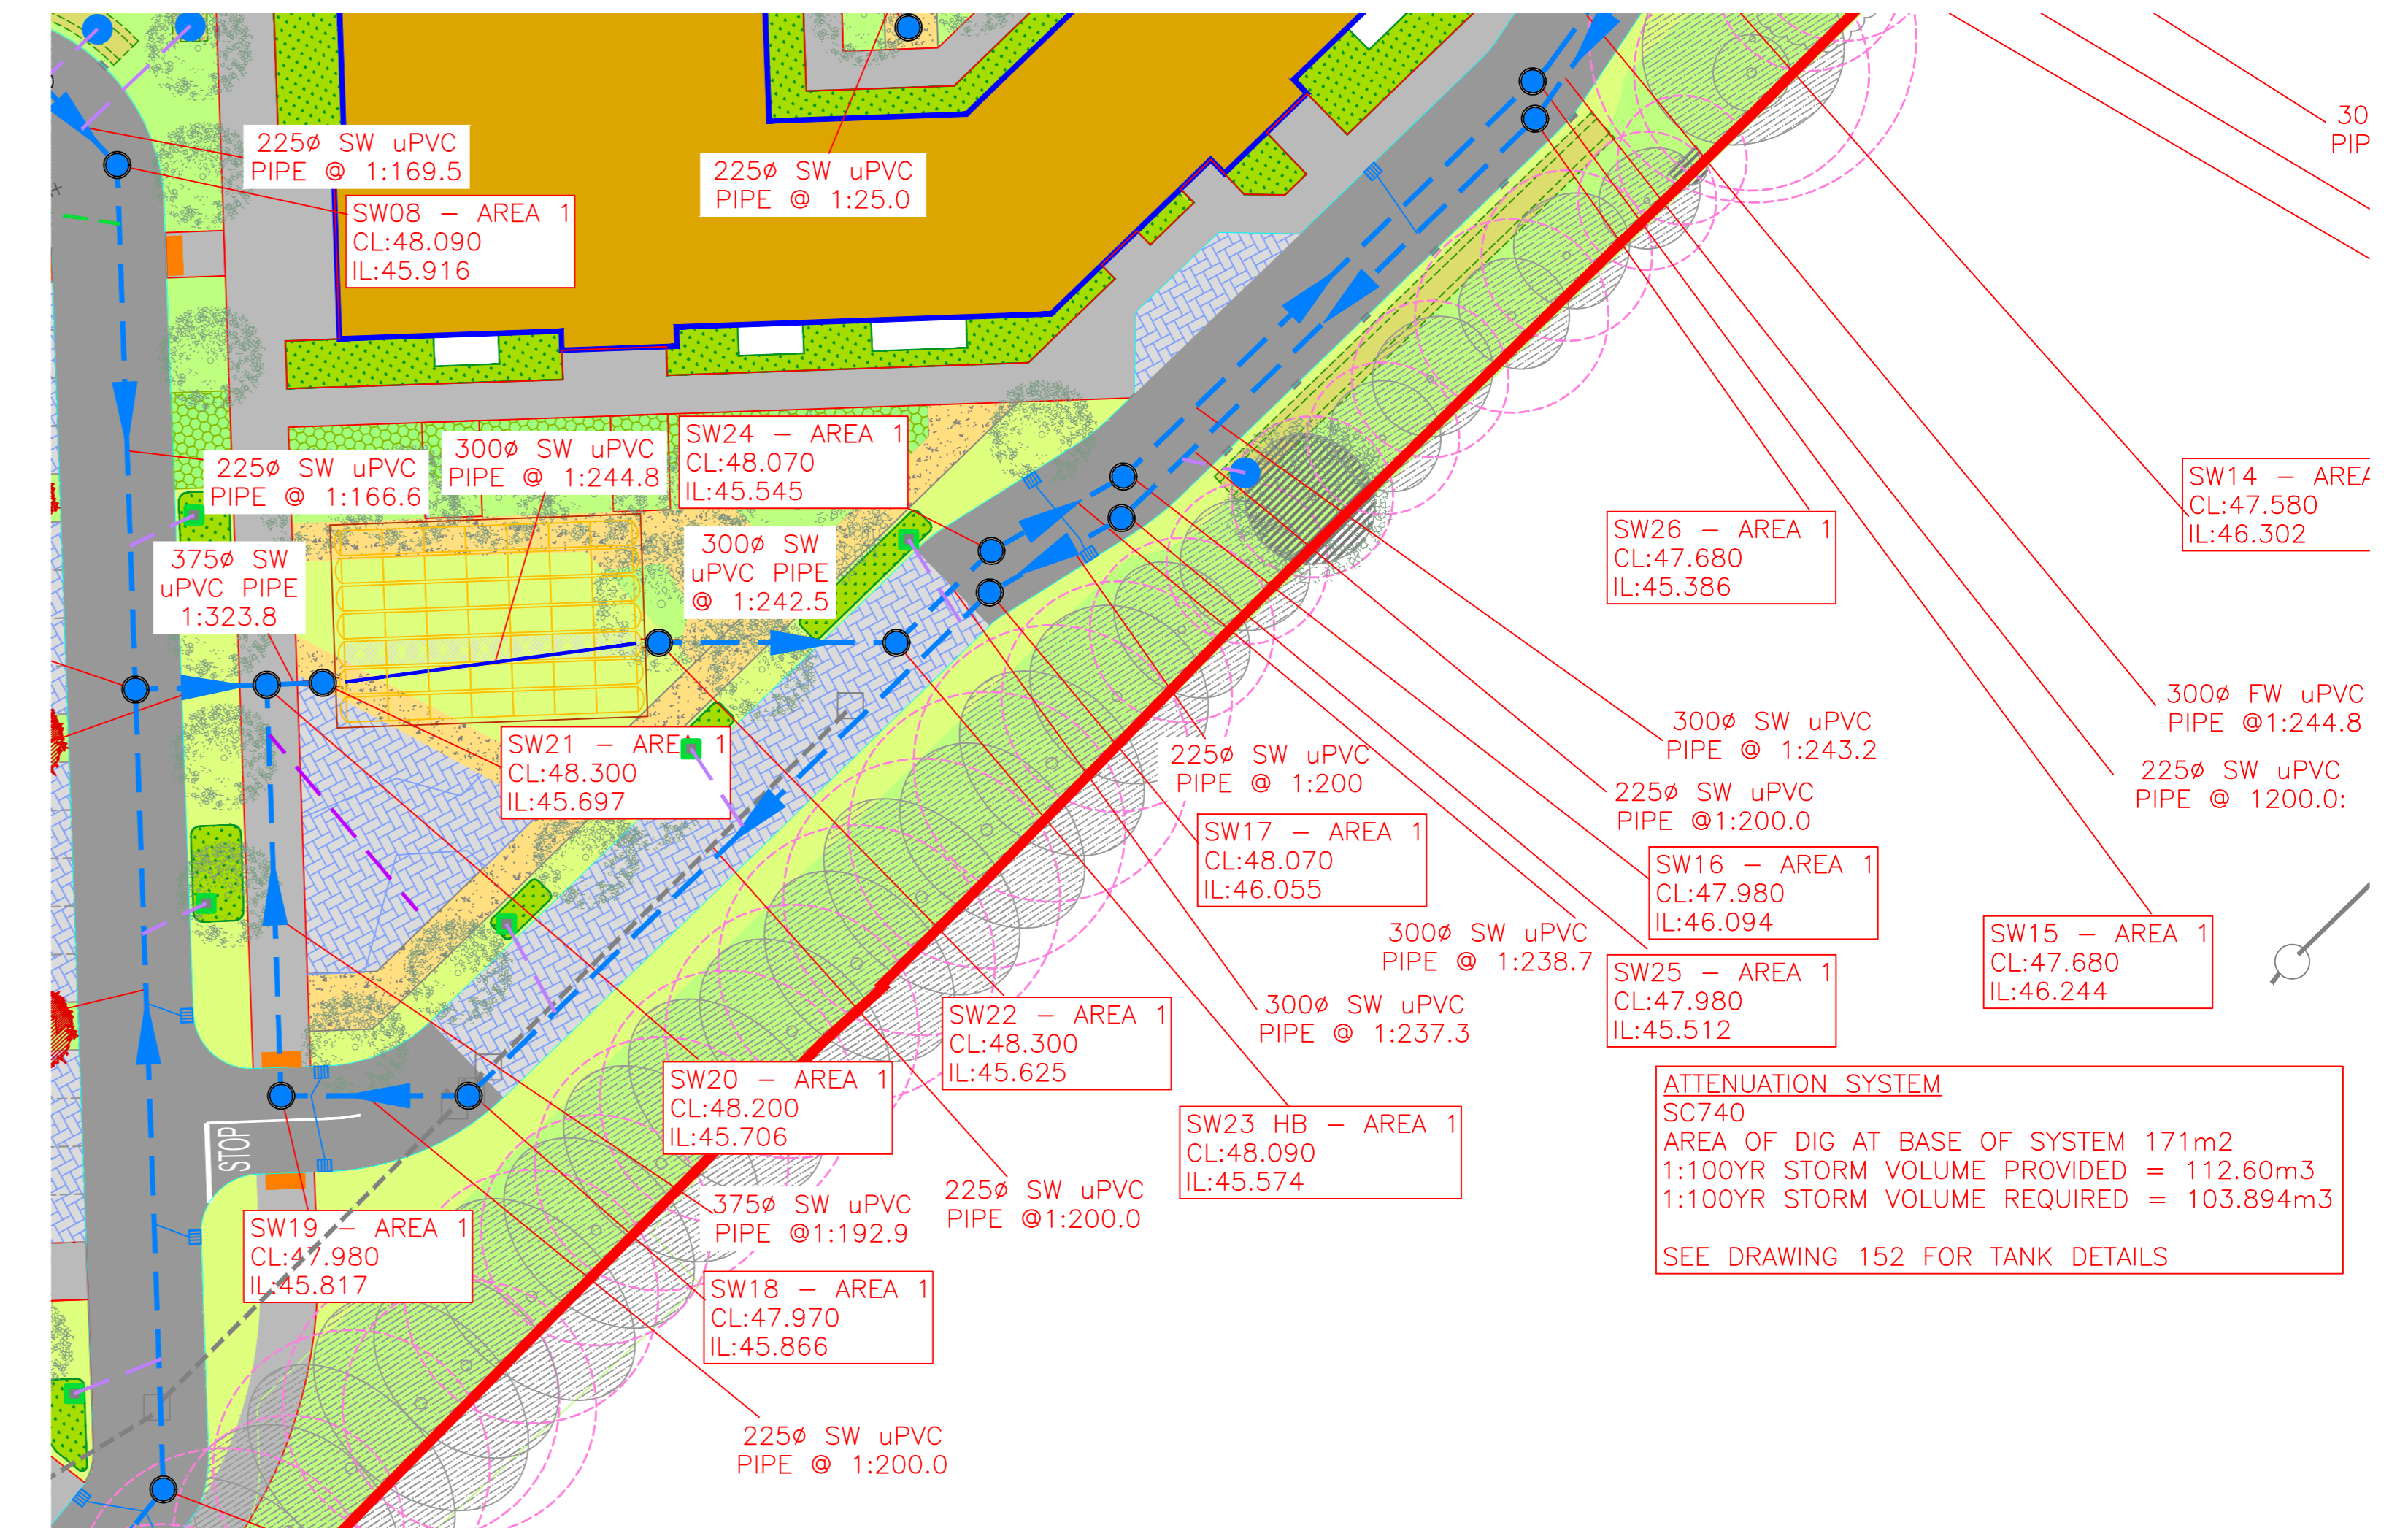 225ø SW uPVC
PIPE @ 1:169.5
225ø SW uPVC
PIPE @ 1:25.0
30
PIP
SW08 – AREA 1
CL:48.090
IL:45.916
225ø SW uPVC
PIPE @ 1:166.6
300ø SW uPVC
PIPE @ 1:244.8
SW24 – AREA 1
CL:48.070
IL:45.545
SW14 – AREA
CL:47.580
IL:46.302
SW26 – AREA 1
CL:47.680
IL:45.386
375ø SW
uPVC PIPE
1:323.8
300ø SW
uPVC PIPE
@ 1:242.5
300ø FW uPVC
PIPE @1:244.8
300ø SW uPVC
PIPE @ 1:243.2
SW21 – AREA 1
CL:48.300
IL:45.697
225ø SW uPVC
PIPE @ 1:200
225ø SW uPVC
PIPE @1:200.0
225ø SW uPVC
PIPE @ 1200.0:
SW17 – AREA 1
CL:48.070
IL:46.055
SW16 – AREA 1
CL:47.980
IL:46.094
300ø SW uPVC
PIPE @ 1:238.7
SW15 – AREA 1
CL:47.680
IL:46.244
SW25 – AREA 1
CL:47.980
IL:45.512
SW22 – AREA 1
CL:48.300
IL:45.625
300ø SW uPVC
PIPE @ 1:237.3
SW20 – AREA 1
CL:48.200
IL:45.706
SW23 HB – AREA 1
CL:48.090
IL:45.574
ATTENUATION SYSTEM
SC740
AREA OF DIG AT BASE OF SYSTEM 171m2
1:100YR STORM VOLUME PROVIDED = 112.60m3
1:100YR STORM VOLUME REQUIRED = 103.894m3
SEE DRAWING 152 FOR TANK DETAILS
STOP
375ø SW uPVC
PIPE @1:192.9
225ø SW uPVC
PIPE @1:200.0
SW19 – AREA 1
CL:47.980
IL:45.817
SW18 – AREA 1
CL:47.970
IL:45.866
225ø SW uPVC
PIPE @ 1:200.0